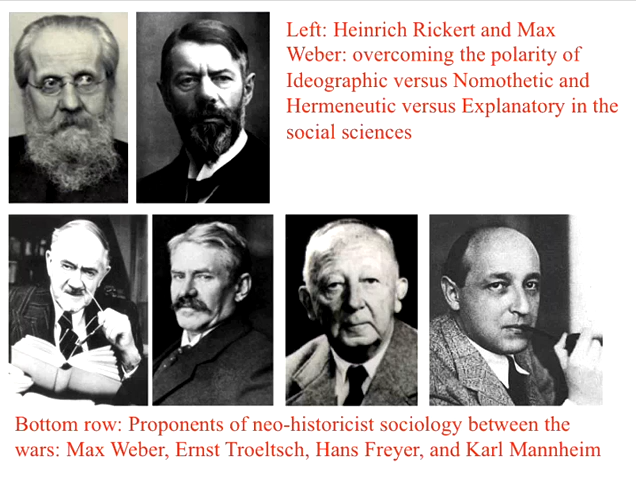 Left: Heinrich Rickert and Max
Weber: overcoming the polarity of
Ideographic versus Nomothetic and
Hermeneutic versus Explanatory in the
social sciences
Bottom row: Proponents of neo-historicist sociology between the
wars: Max Weber, Ernst Troeltsch, Hans Freyer, and Karl Mannheim